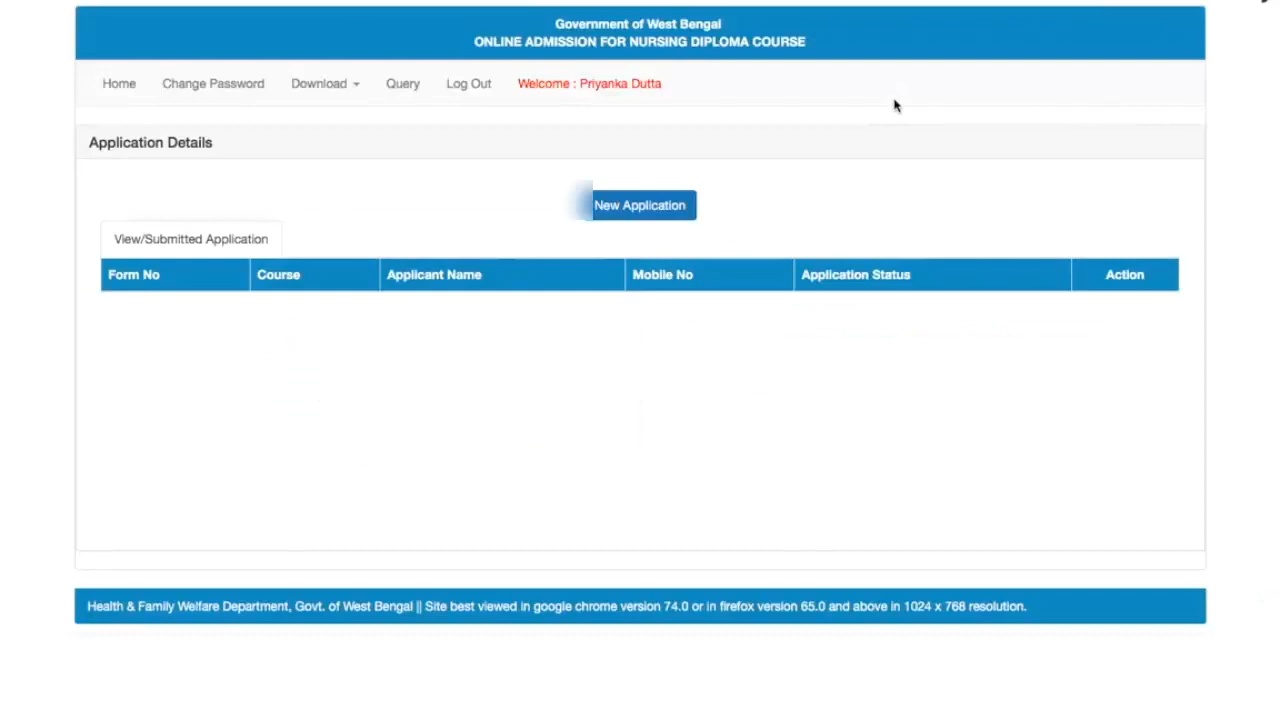 Government of West Bengal
ONLINE ADMISSION FOR NURSING DIPLOMA COURSE
Home Change Password Download Query Log Out Welcome : Priyanka Dutta
Application Details
New Application
View/Submitted Application
Form No Course Applicant Name Mobile No Application Status Action
Health & Family Welfare Department, Govt. of West Bengal || Site best viewed in google chrome version 74.0 or in firefox version 65.0 and above in 1024 x 768 resolution.